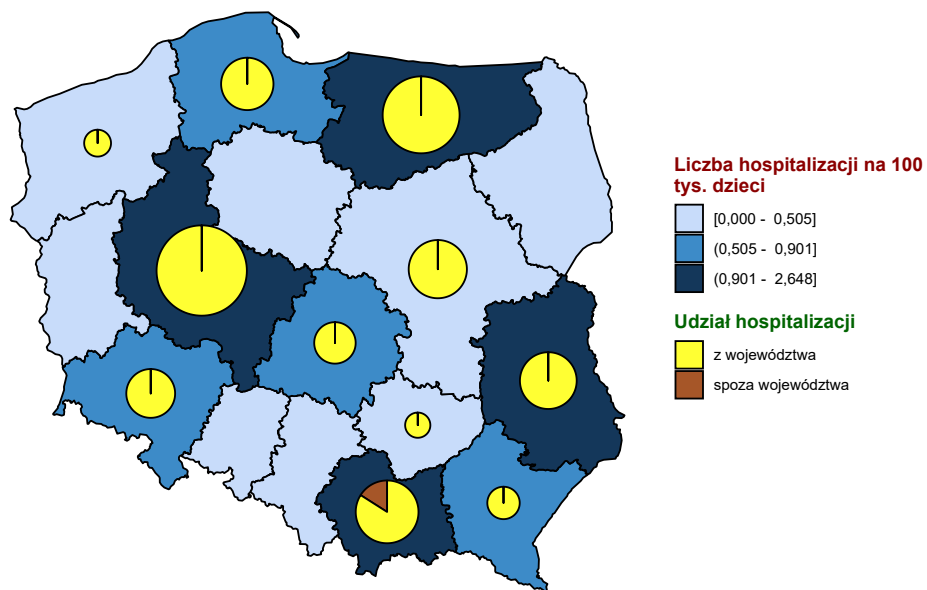 Liczba hospitalizacji na 100
tys. dzieci
[0,000 - 0,505]
(0,505 - 0,901]
(0,901 - 2,648]
Udział hospitalizacji
z województwa
spoza województwa